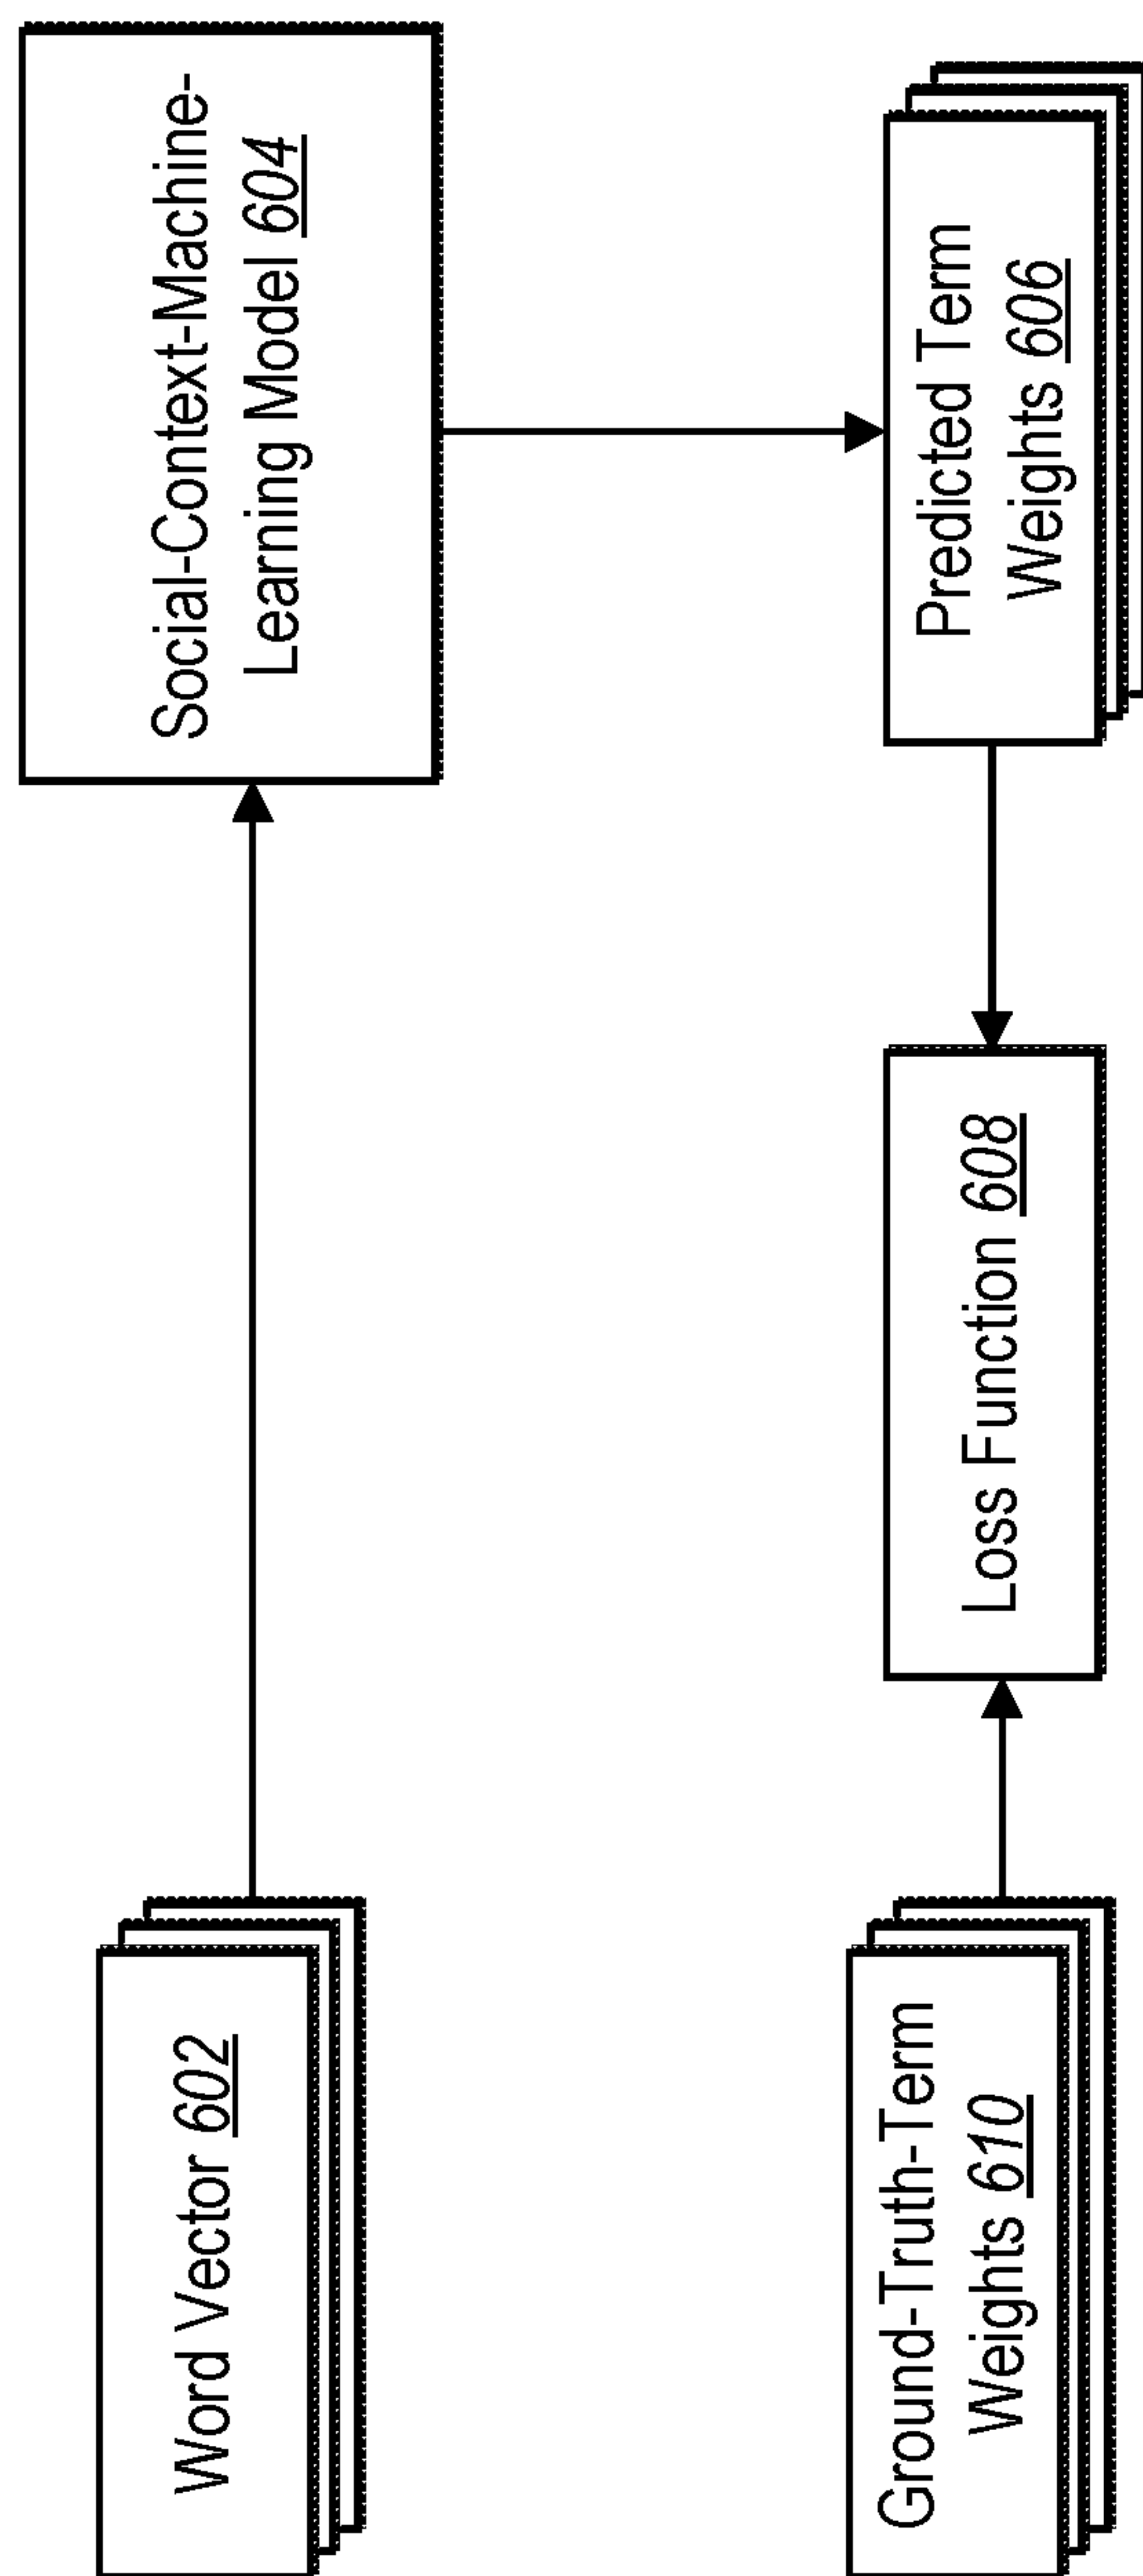 Word Vector 602
Social-Context-Machine-
Learning Model 604
Ground-Truth-Term
Weights 610
Loss Function 608
Predicted Term
Weights 606